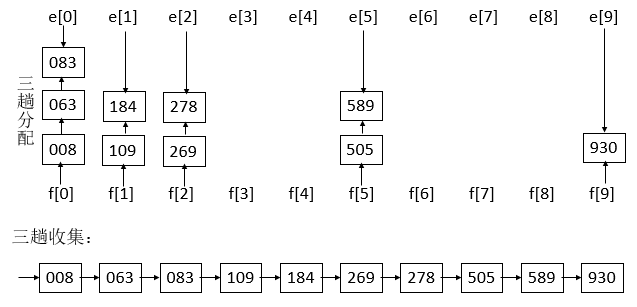 e[0] e[1] e[2] e[3] e[4] e[5] e[6] e[7] e[8] e[9]
三趟分配
083
063 184 278 589
008 109 269 505 930
f[0] f[1] f[2] f[3] f[4] f[5] f[6] f[7] f[8] f[9]
三趟收集：
008 063 083 109 184 269 278 505 589 930